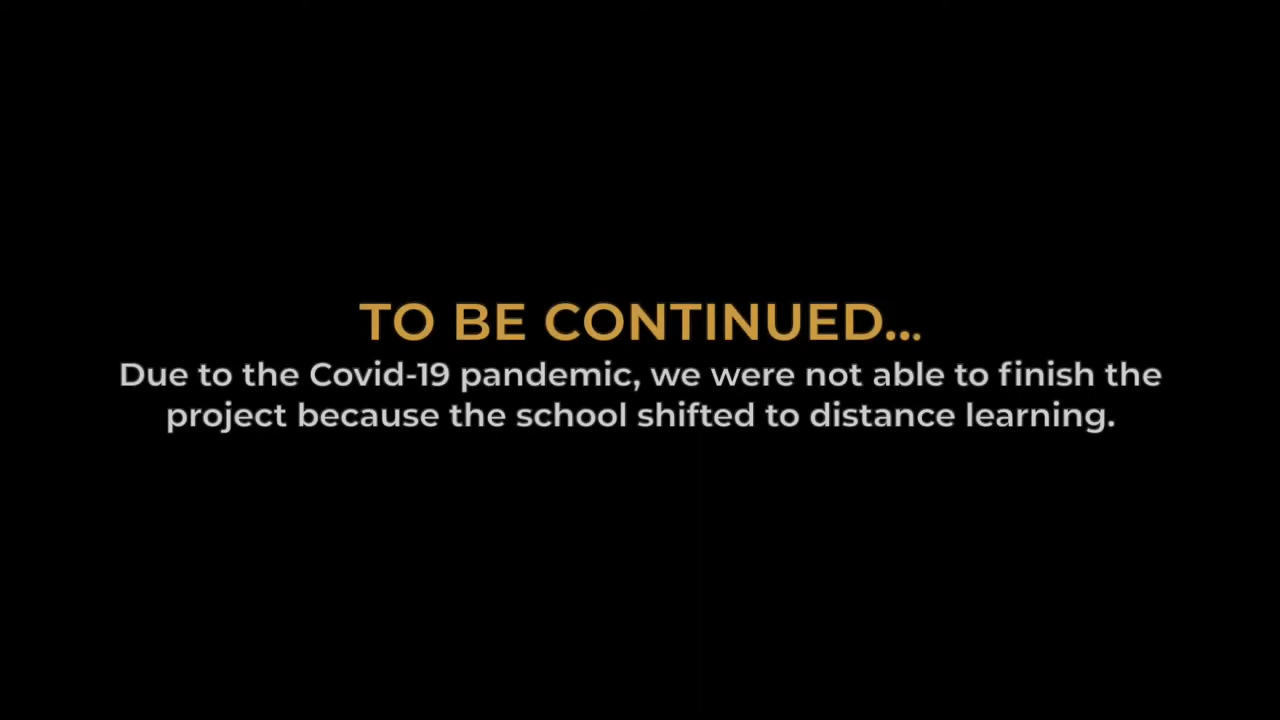 TO BE CONTINUED...
Due to the Covid-19 pandemic, we were not able to finish the
project because the school shifted to distance learning.